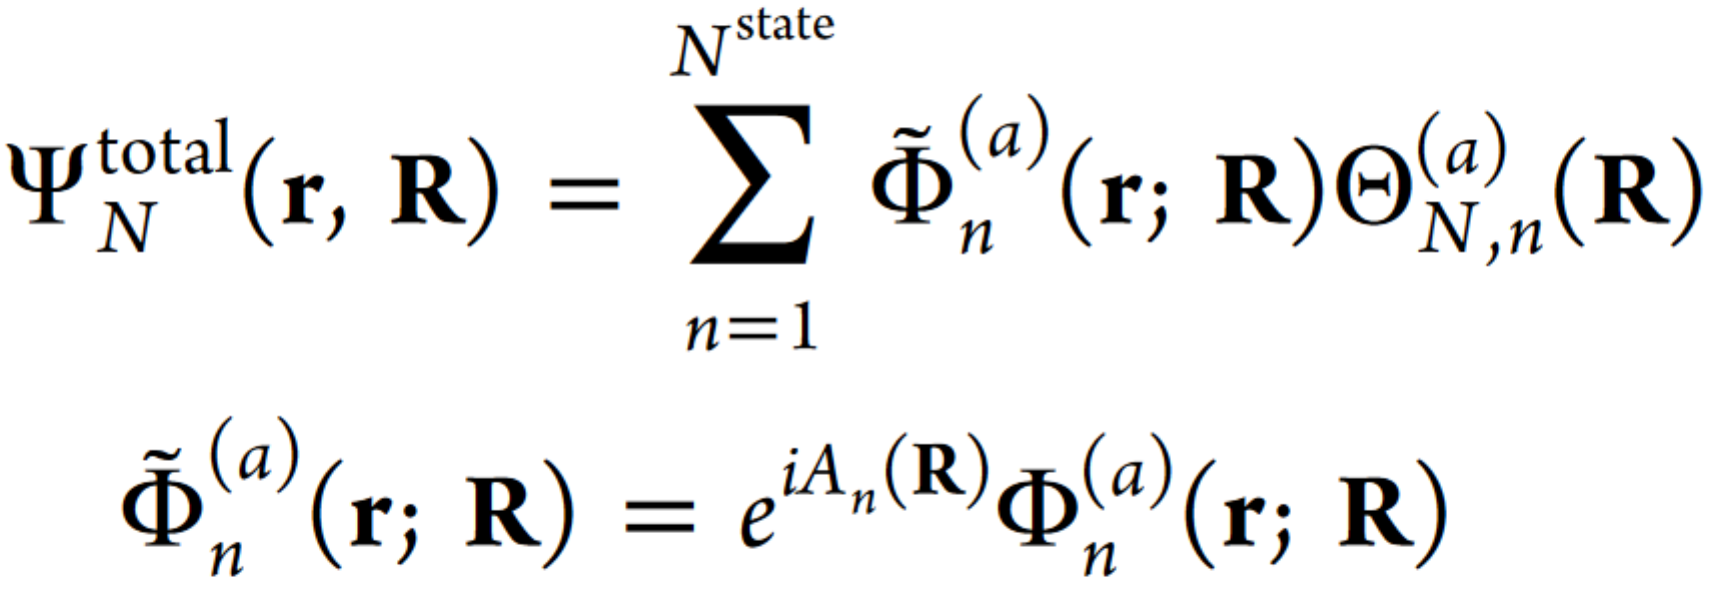 Ψ_N^total(r, R) = ∑_{n=1}^{N^state} Φ̃_n^(a)(r; R)Θ_{N,n}^(a)(R)
Φ̃_n^(a)(r; R) = e^{iA_n(R)}Φ_n^(a)(r; R)